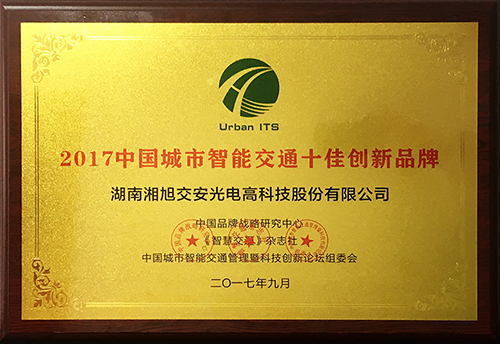 Urban ITS
2017中国城市智能交通十佳创新品牌
湖南湘旭交安光电高科技股份有限公司
中国品牌战略研究中心
《智慧交通》杂志社
中国城市智能交通管理暨科技创新论坛组委会
二〇一七年九月